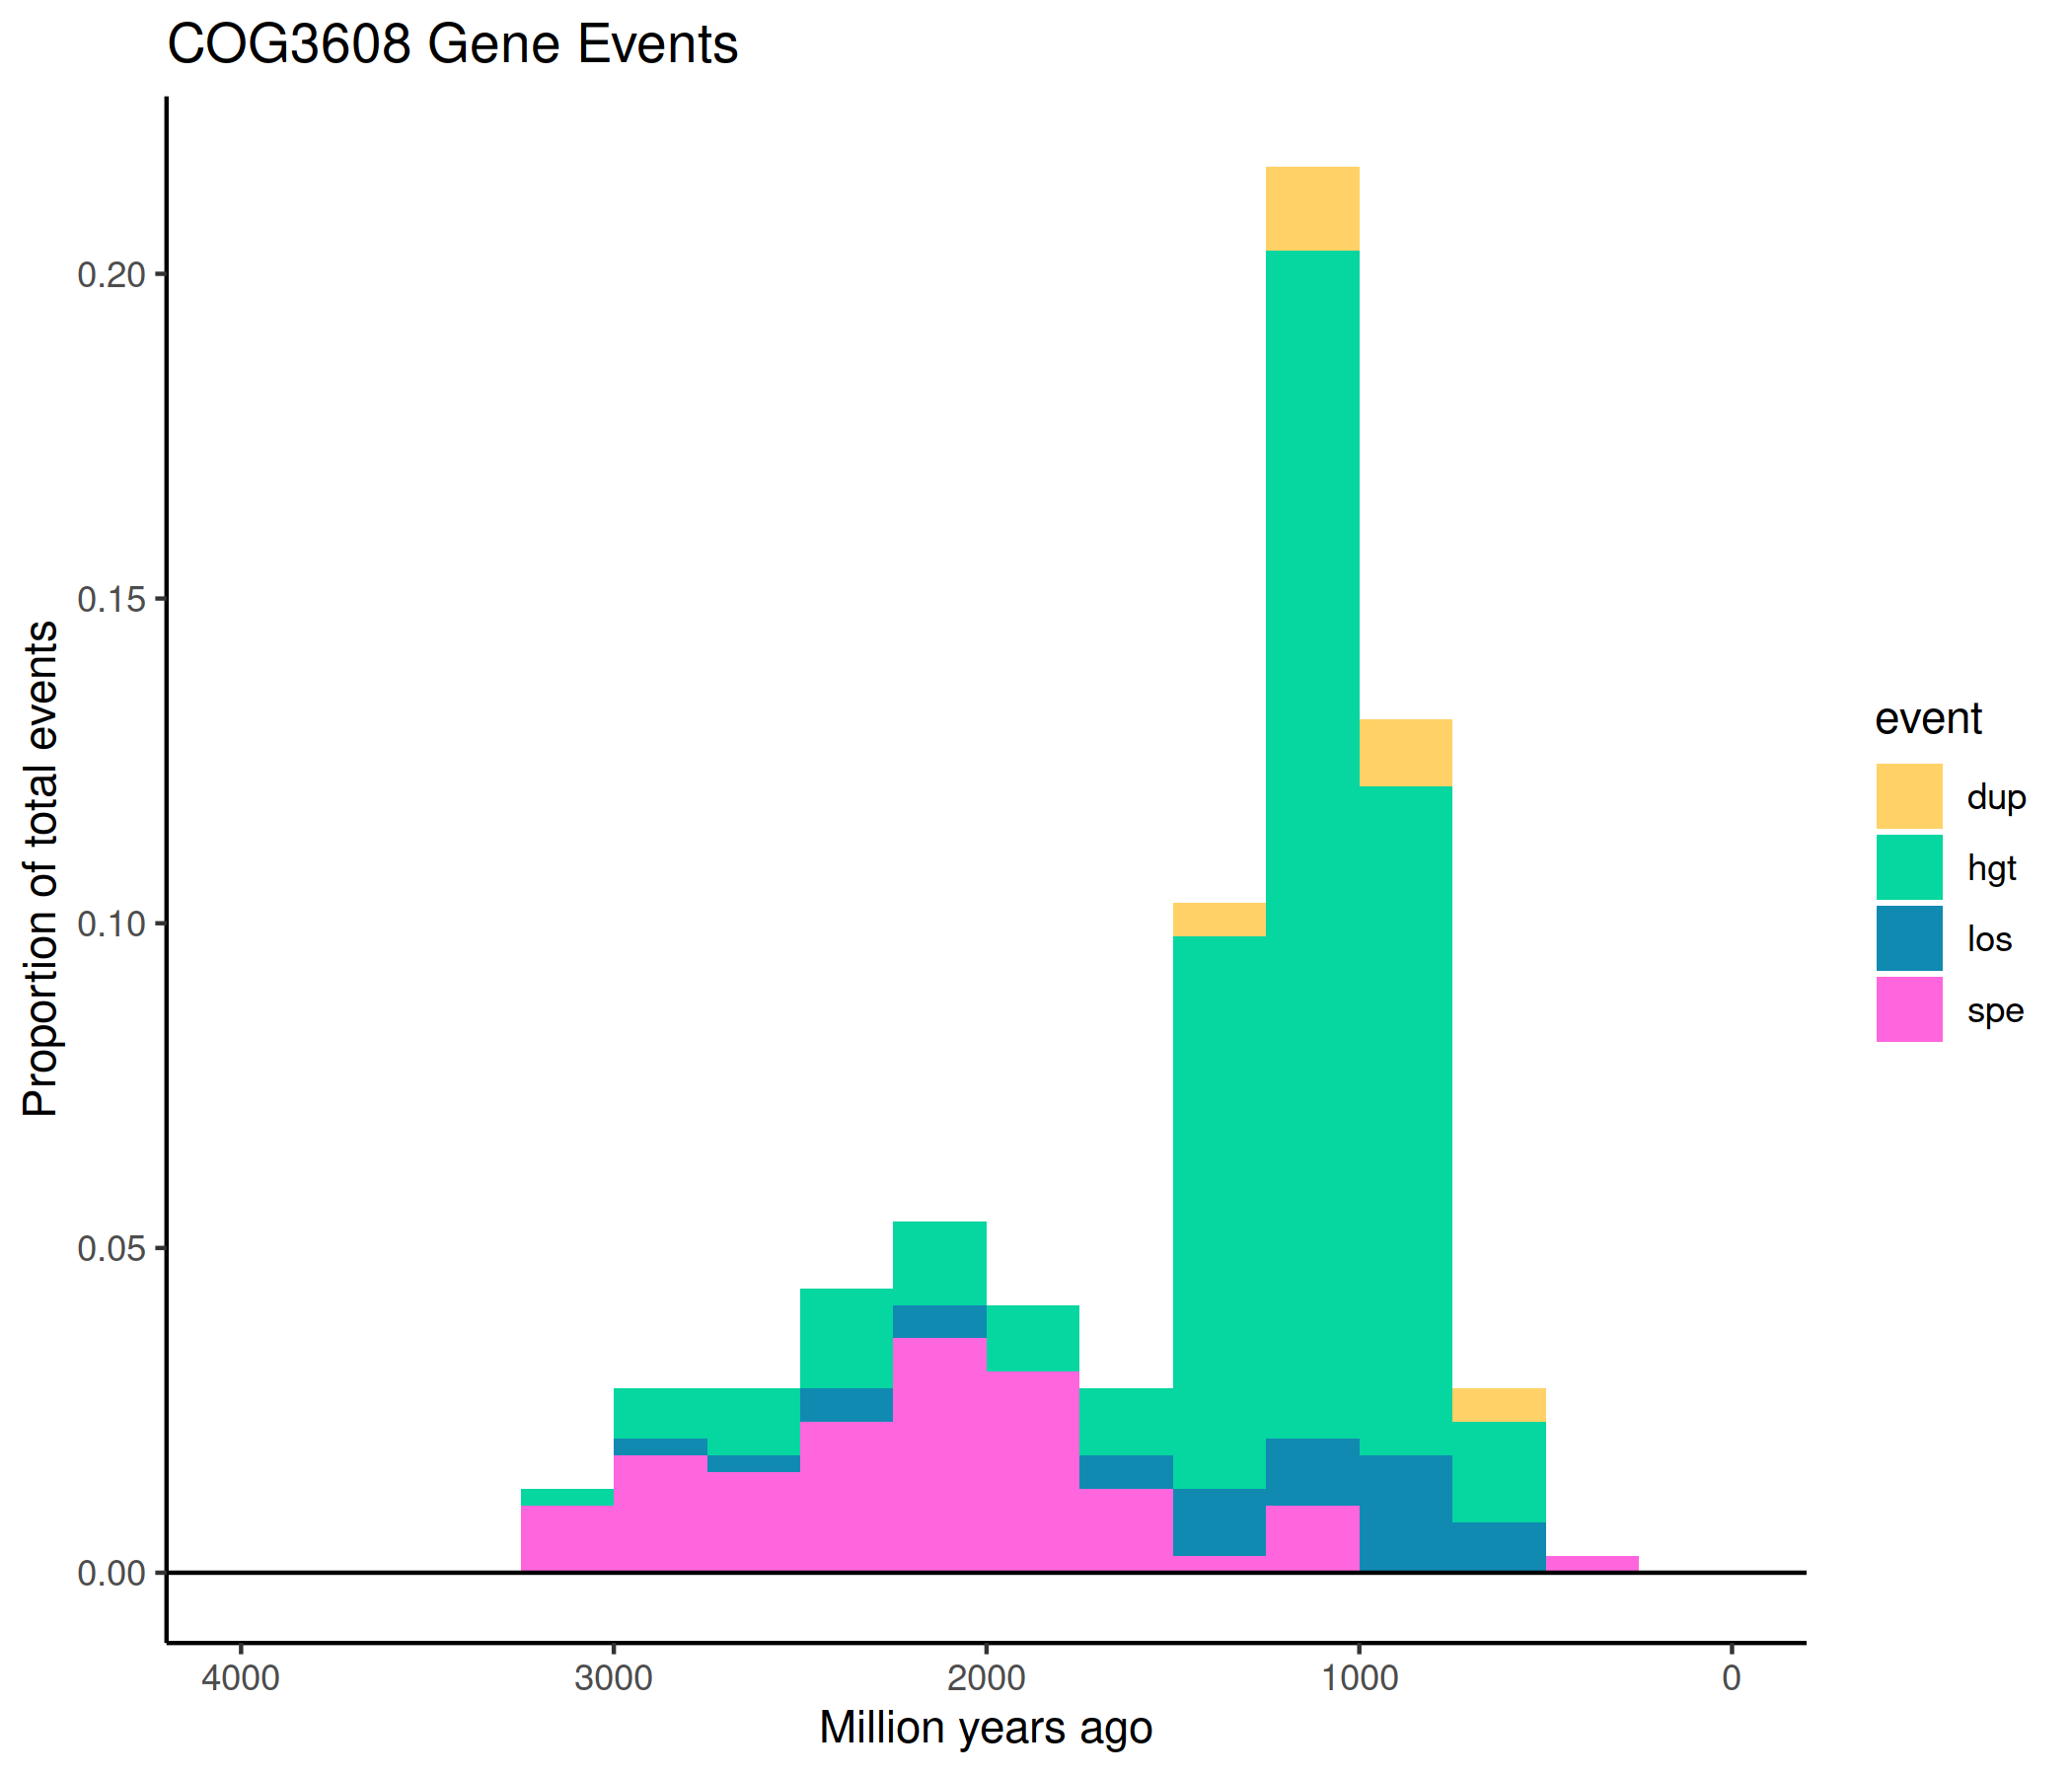 COG3608 Gene Events
Proportion of total events
0.20
0.15
0.10
0.05
0.00
4000 3000 2000 1000 0
Million years ago
event
dup
hgt
los
spe